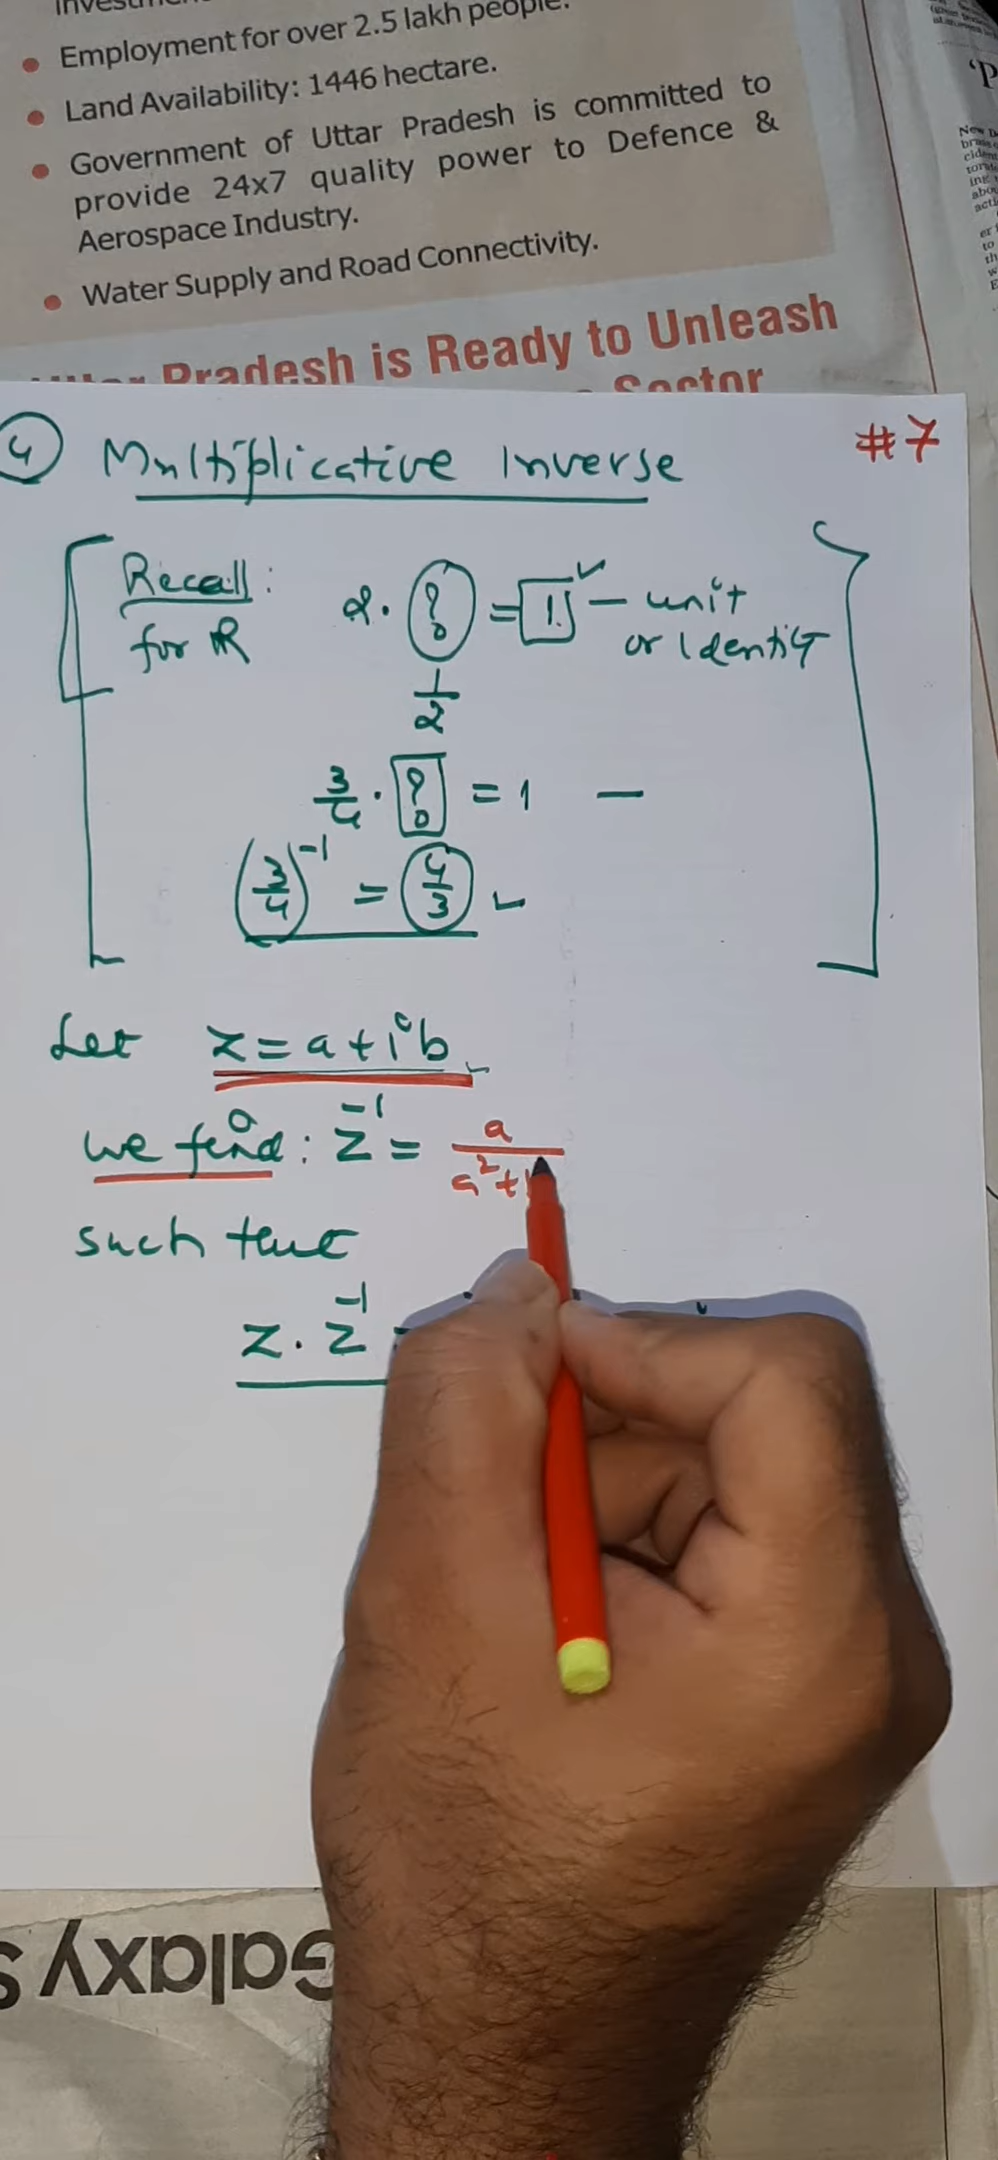 • Employment for over 2.5 lakh people.
• Land Availability: 1446 hectare.
• Government of Uttar Pradesh is committed to
provide 24x7 quality power to Defence &
Aerospace Industry.
• Water Supply and Road Connectivity.
Pradesh is Ready to Unleash
Sector
4 Multiplicative Inverse #7
Recall: 2 · ? = 1 — unit
for R or Identity
1/2
3/4 · ? = 1 —
(3/4)^-1 = 4/3
Let z = a + ib
we find: z^-1 = a/a²+
such that
z · z^-1
Galaxy S